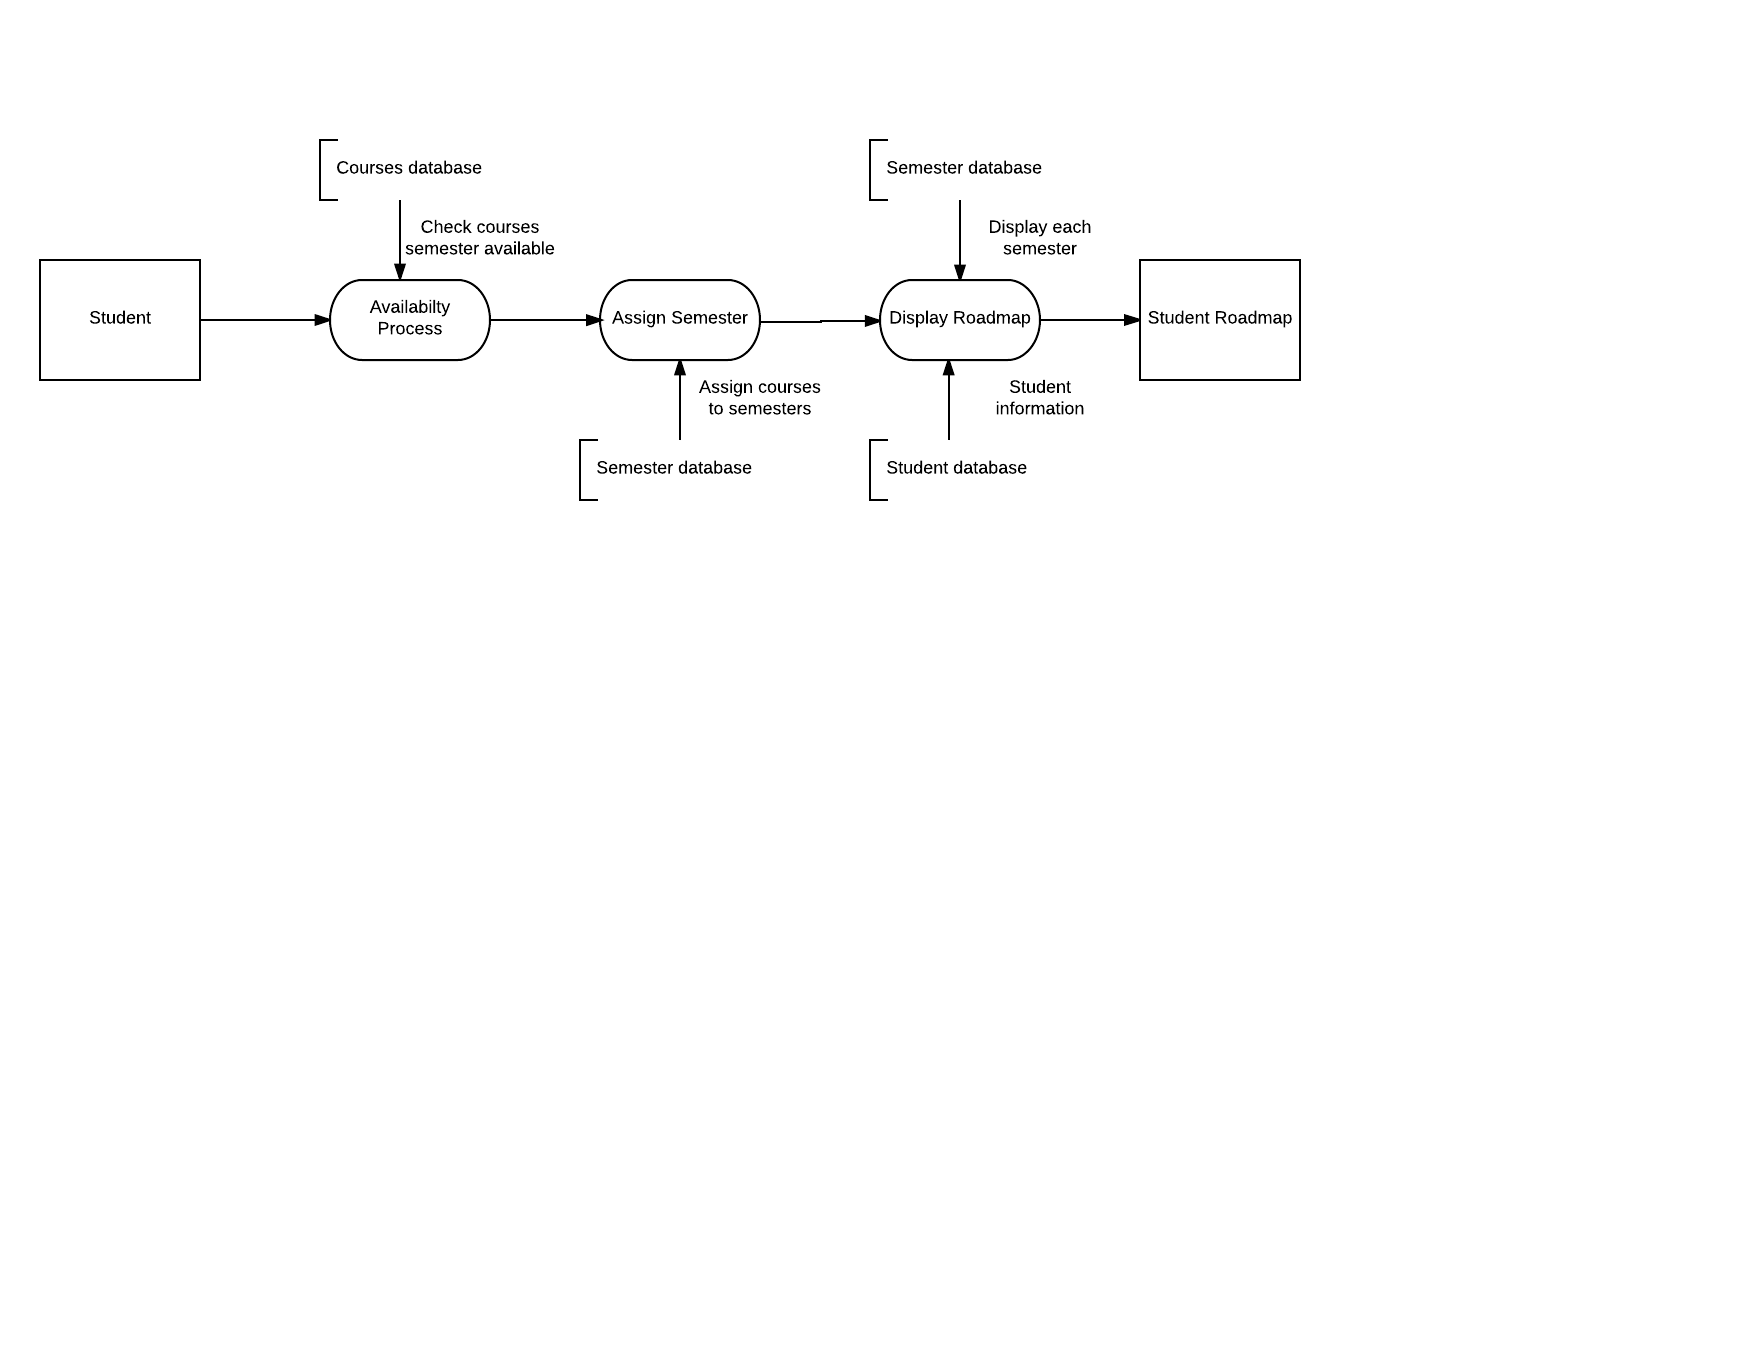 Courses database
Semester database
Check courses
semester available
Display each
semester
Student
Availabilty
Process
Assign Semester
Display Roadmap
Student Roadmap
Assign courses
to semesters
Student
information
Semester database
Student database